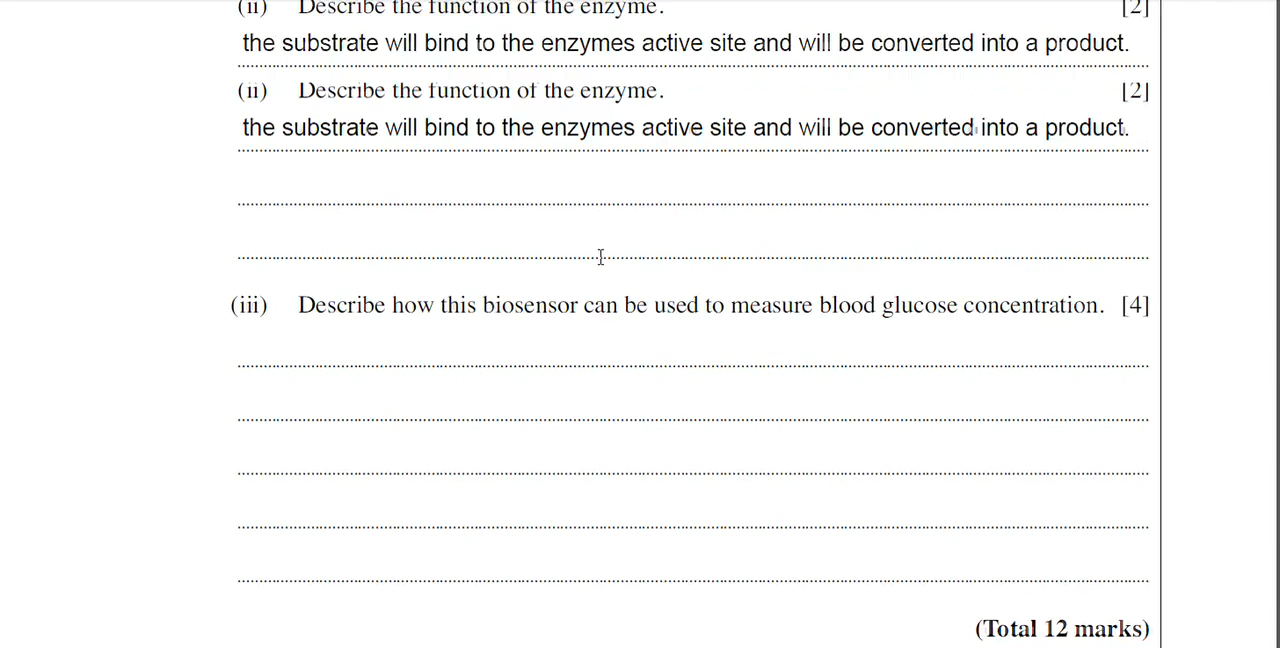 (ii) Describe the function of the enzyme. [2]
the substrate will bind to the enzymes active site and will be converted into a product.
(ii) Describe the function of the enzyme. [2]
the substrate will bind to the enzymes active site and will be converted into a product.
(iii) Describe how this biosensor can be used to measure blood glucose concentration. [4]
(Total 12 marks)